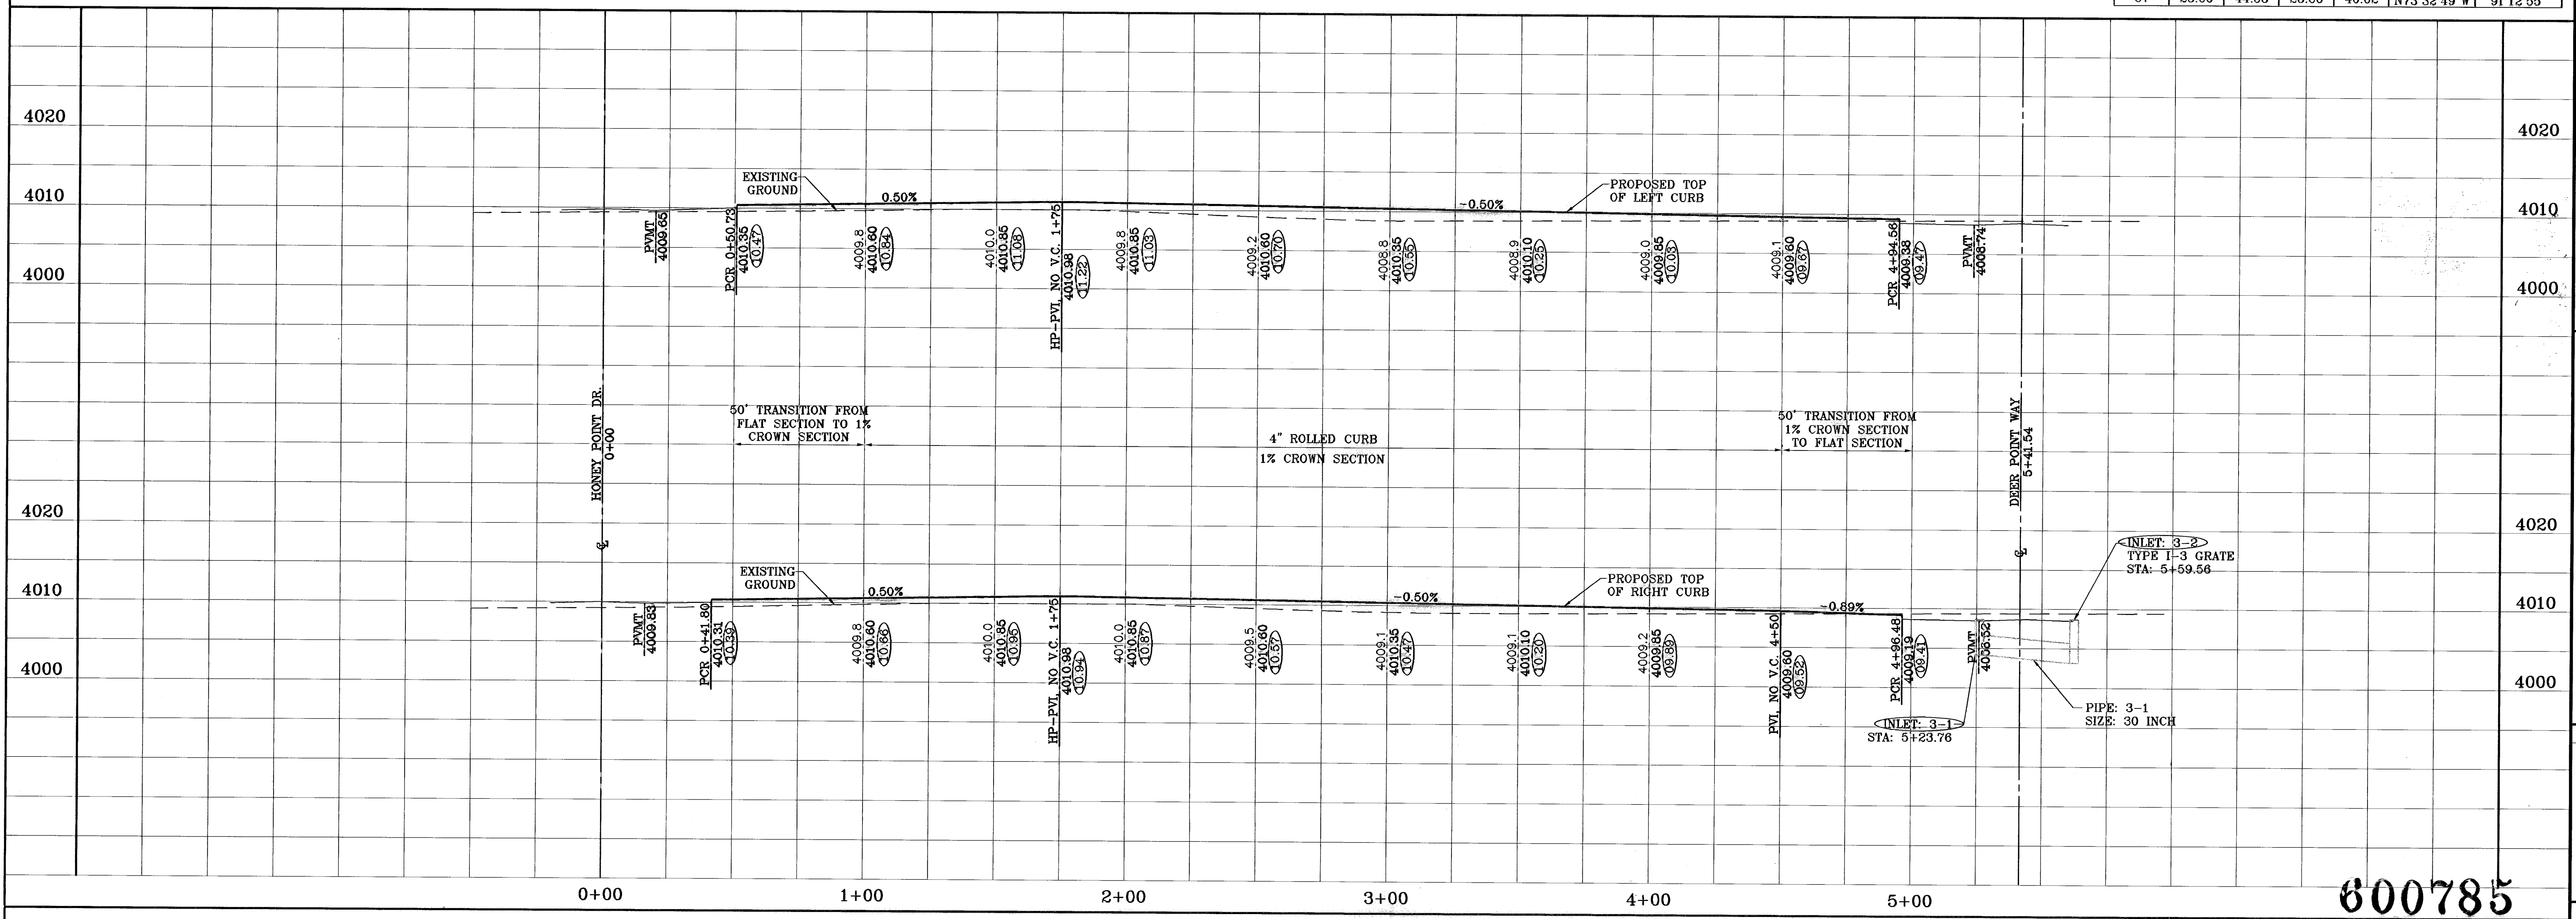 4020
4010
4000
4020
4010
4000
EXISTING
GROUND
0.50%
-0.50%
PROPOSED TOP
OF LEFT CURB
PVMT
4009.65
PCR 0+50.73
4010.35
10.47
4009.8
4010.60
10.84
4010.0
4010.85
11.08
HP-PVI, NO V.C. 1+75
4010.98
11.22
4009.8
4010.85
11.03
4009.2
4010.60
10.70
4008.8
4010.35
10.55
4008.9
4010.10
10.25
4009.0
4009.85
10.03
4009.1
4009.60
09.67
PCR 4+94.56
4009.38
09.47
PVMT
4008.74
HONEY POINT DR.
0+00
50' TRANSITION FROM
FLAT SECTION TO 1%
CROWN SECTION
4" ROLLED CURB
1% CROWN SECTION
50' TRANSITION FROM
1% CROWN SECTION
TO FLAT SECTION
DEER POINT WAY
5+41.54
4020
4010
4000
4020
4010
4000
EXISTING
GROUND
0.50%
-0.50%
PROPOSED TOP
OF RIGHT CURB
-0.89%
INLET: 3-2
TYPE I-3 GRATE
STA: 5+59.56
PVMT
4009.83
PCR 0+41.80
4010.31
10.39
4009.8
4010.60
10.66
4010.0
4010.85
10.95
HP-PVI, NO V.C. 1+75
4010.98
10.94
4010.0
4010.85
10.87
4009.5
4010.60
10.57
4009.1
4010.35
10.47
4009.1
4010.10
10.20
4009.2
4009.85
09.89
PVI, NO V.C. 4+50
4009.60
09.52
PCR 4+96.48
4009.19
09.41
PVMT
4008.52
INLET: 3-1
STA: 5+23.76
PIPE: 3-1
SIZE: 30 INCH
0+00
1+00
2+00
3+00
4+00
5+00
600785